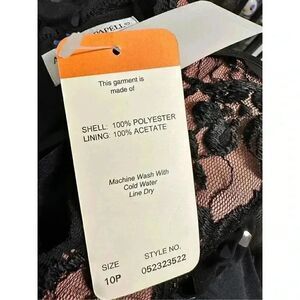 PAPELL
This garment is
made of
SHELL: 100% POLYESTER
LINING: 100% ACETATE
Machine Wash With
Cold Water
Line Dry
SIZE STYLE NO.
10P 052323522